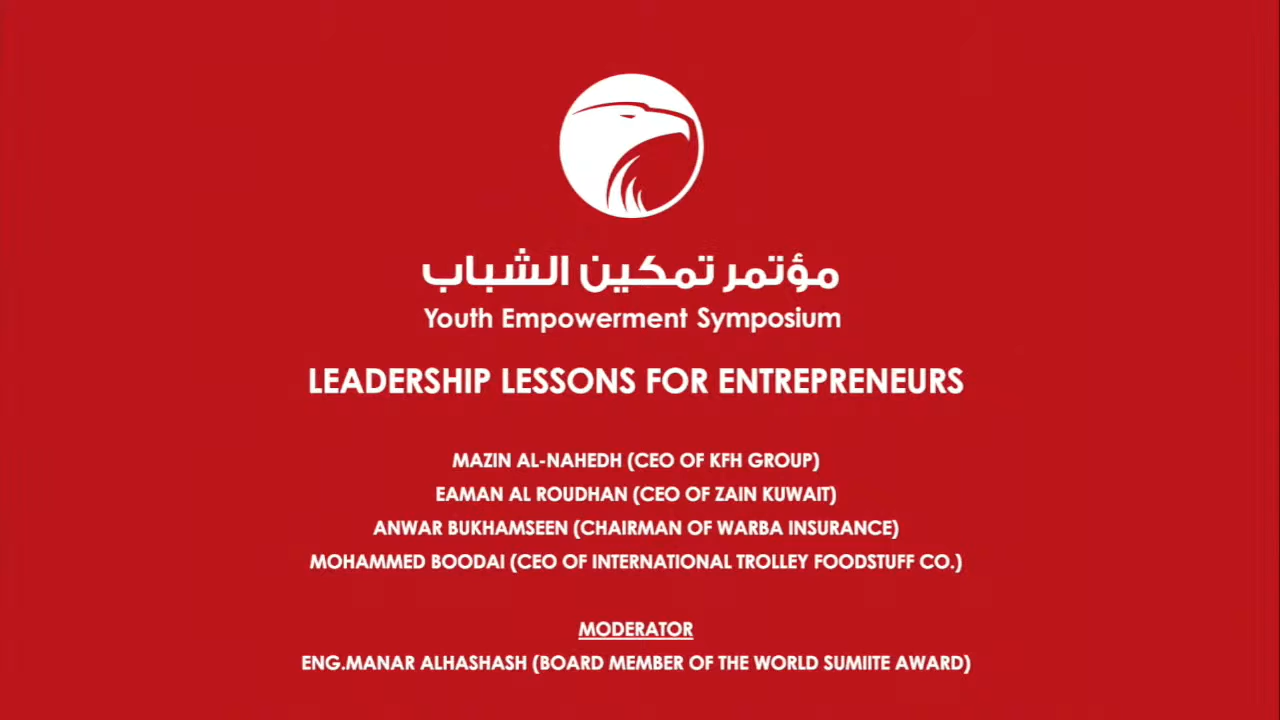 مؤتمر تمكين الشباب
Youth Empowerment Symposium
LEADERSHIP LESSONS FOR ENTREPRENEURS
MAZIN AL-NAHEDH (CEO OF KFH GROUP)
EAMAN AL ROUDHAN (CEO OF ZAIN KUWAIT)
ANWAR BUKHAMSEEN (CHAIRMAN OF WARBA INSURANCE)
MOHAMMED BOODAI (CEO OF INTERNATIONAL TROLLEY FOODSTUFF CO.)
MODERATOR
ENG.MANAR ALHASHASH (BOARD MEMBER OF THE WORLD SUMIITE AWARD)